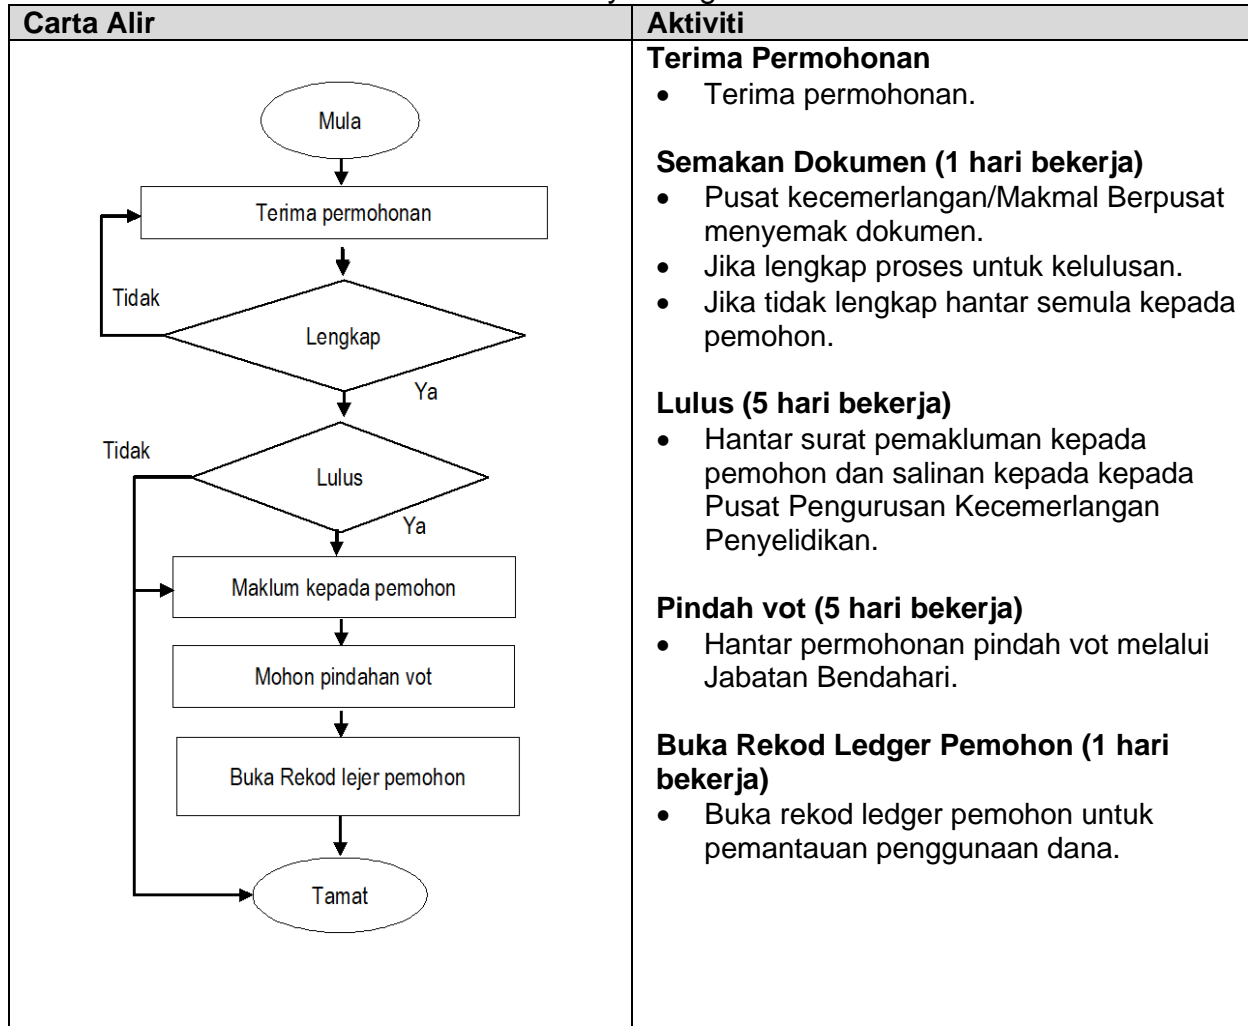 Carta Alir
Aktiviti
Mula
Terima permohonan
Tidak
Lengkap
Ya
Tidak
Lulus
Ya
Maklum kepada pemohon
Mohon pindahan vot
Buka Rekod lejer pemohon
Tamat
Terima Permohonan
• Terima permohonan.
Semakan Dokumen (1 hari bekerja)
• Pusat kecemerlangan/Makmal Berpusat
menyemak dokumen.
• Jika lengkap proses untuk kelulusan.
• Jika tidak lengkap hantar semula kepada
pemohon.
Lulus (5 hari bekerja)
• Hantar surat pemakluman kepada
pemohon dan salinan kepada kepada
Pusat Pengurusan Kecemerlangan
Penyelidikan.
Pindah vot (5 hari bekerja)
• Hantar permohonan pindah vot melalui
Jabatan Bendahari.
Buka Rekod Ledger Pemohon (1 hari
bekerja)
• Buka rekod ledger pemohon untuk
pemantauan penggunaan dana.